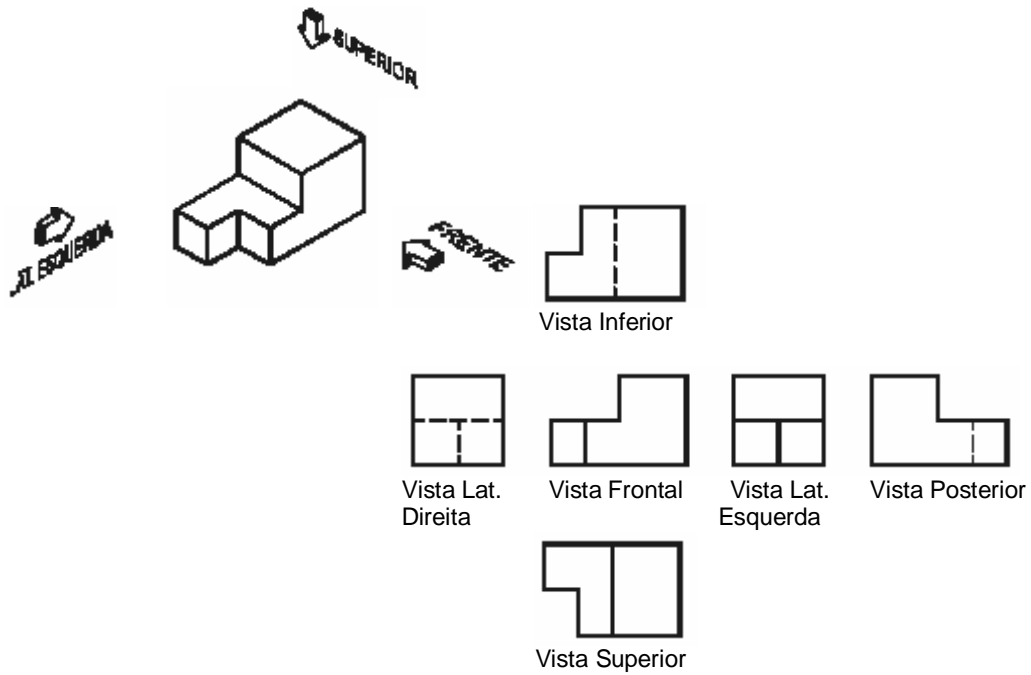 SUPERIOR
ESQUERDA
FRENTE
Vista Inferior
Vista Lat.
Direita
Vista Frontal
Vista Lat.
Esquerda
Vista Posterior
Vista Superior